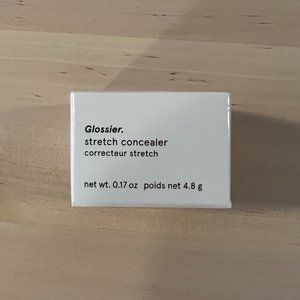 Glossier.
stretch concealer
correcteur stretch
net wt. 0.17 oz poids net 4.8 g